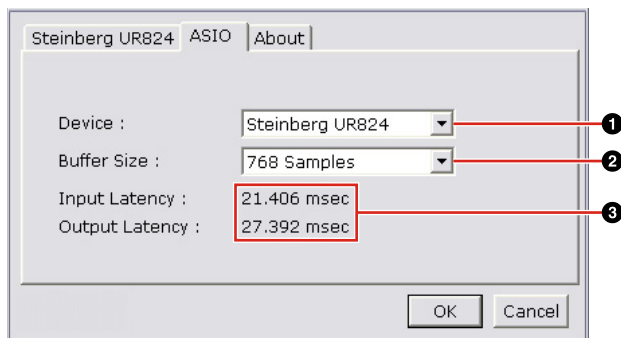 Steinberg UR824 ASIO About
Device : Steinberg UR824 1
Buffer Size : 768 Samples 2
Input Latency : 21.406 msec
Output Latency : 27.392 msec 3
OK Cancel